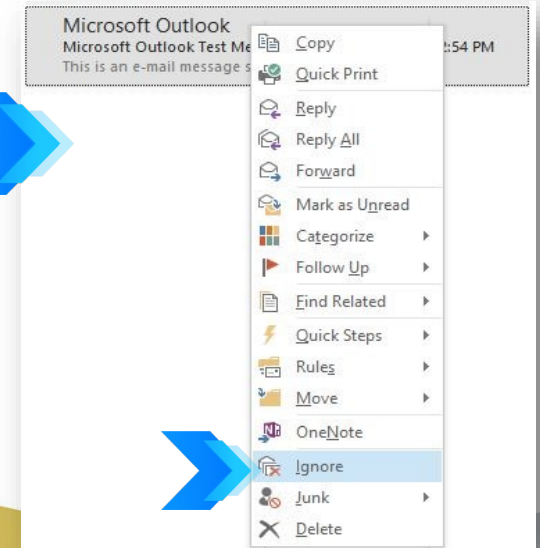 Microsoft Outlook
Microsoft Outlook Test Me :54 PM
This is an e-mail message s
Copy
Quick Print
Reply
Reply All
Forward
Mark as Unread
Categorize
Follow Up
Find Related
Quick Steps
Rules
Move
OneNote
Ignore
Junk
Delete